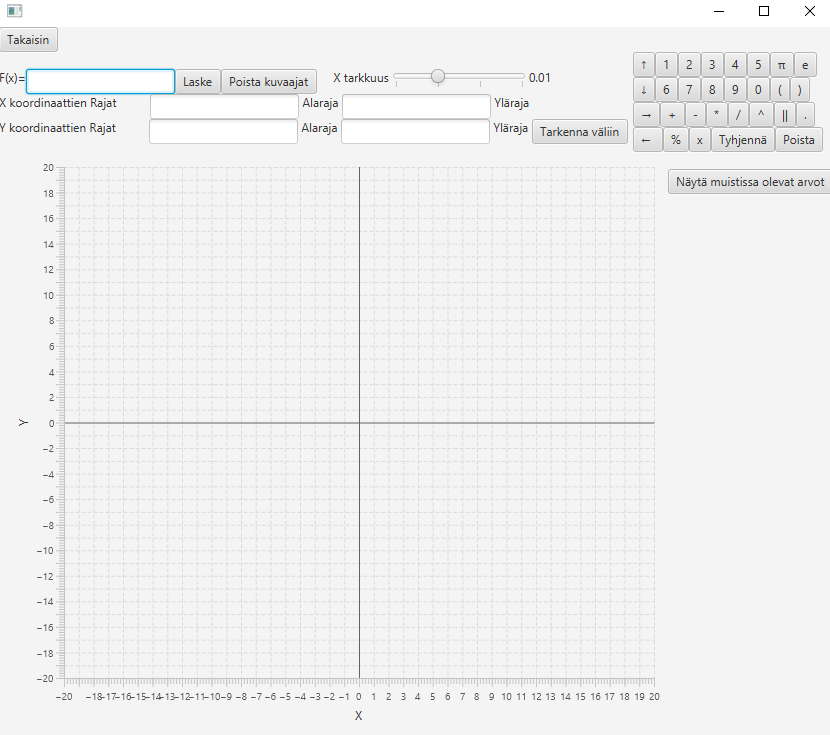 Takaisin
F(x)= Laske Poista kuvaajat X tarkkuus 0.01
X koordinaattien Rajat Alaraja Yläraja
Y koordinaattien Rajat Alaraja Yläraja Tarkenna väliin
↑ 1 2 3 4 5 π e
↓ 6 7 8 9 0 ( )
→ + - * / ^ || .
← % x Tyhjennä Poista
Näytä muistissa olevat arvot
20
18
16
14
12
10
8
6
4
2
0
−2
−4
−6
−8
−10
−12
−14
−16
−18
−20
Y
−20 −18 −17 −16 −15 −14 −13 −12 −11 −10 −9 −8 −7 −6 −5 −4 −3 −2 −1 0 1 2 3 4 5 6 7 8 9 10 11 12 13 14 15 16 17 18 19 20
X